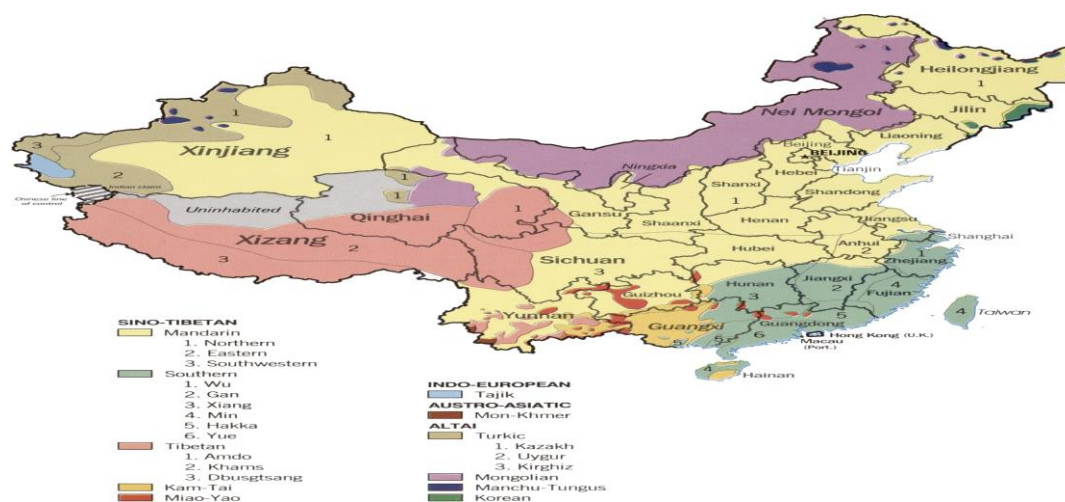 Heilongjiang
1
Jilin
Nei Mongol
Liaoning
Beijing
BEIJING
Tianjin
Hebei
Ningxia
Shanxi
1
Shandong
1
1
Xinjiang
3
2
Indian claim
Chinese line
of control
Uninhabited
1
1
Qinghai
1
Gansu
Shaanxi
Henan
Jiangsu
Shanghai
Anhui
2
Hubei
Zhejiang
1
Xizang
2
3
Sichuan
3
Hunan
3
Jiangxi
2
Fujian
4
Guizhou
Yunnan
Guangxi
Guangdong
5
5
6
5
4
Taiwan
Hong Kong (U.K.)
Macau
(Port.)
4
Hainan
SINO-TIBETAN
Mandarin
1. Northern
2. Eastern
3. Southwestern
Southern
1. Wu
2. Gan
3. Xiang
4. Min
5. Hakka
6. Yue
Tibetan
1. Amdo
2. Khams
3. Dbusgtsang
Kam-Tai
Miao-Yao
INDO-EUROPEAN
Tajik
AUSTRO-ASIATIC
Mon-Khmer
ALTAI
Turkic
1. Kazakh
2. Uygur
3. Kirghiz
Mongolian
Manchu-Tungus
Korean